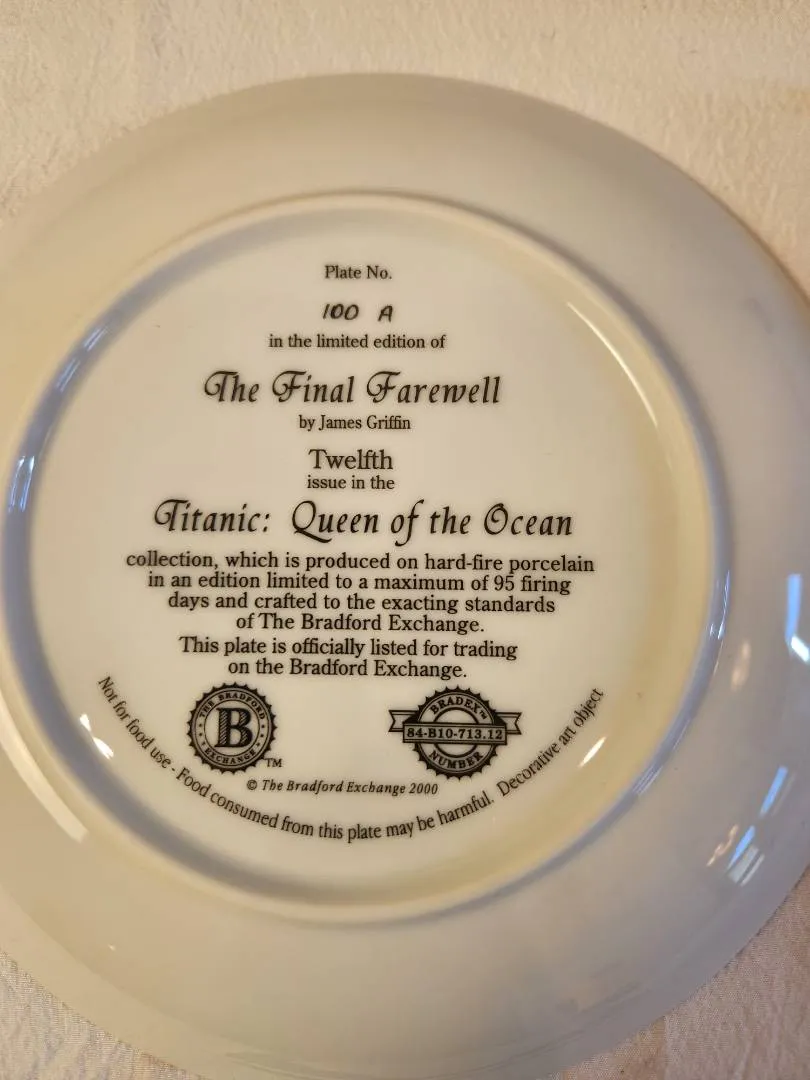 Plate No.
100 A
in the limited edition of
The Final Farewell
by James Griffin
Twelfth
issue in the
Titanic: Queen of the Ocean
collection, which is produced on hard-fire porcelain
in an edition limited to a maximum of 95 firing
days and crafted to the exacting standards
of The Bradford Exchange.
This plate is officially listed for trading
on the Bradford Exchange.
THE BRADFORD
B
EXCHANGE
TM
BRADEX™
84-B10-713.12
NUMBER
© The Bradford Exchange 2000
Not for food use - Food consumed from this plate may be harmful. Decorative art object